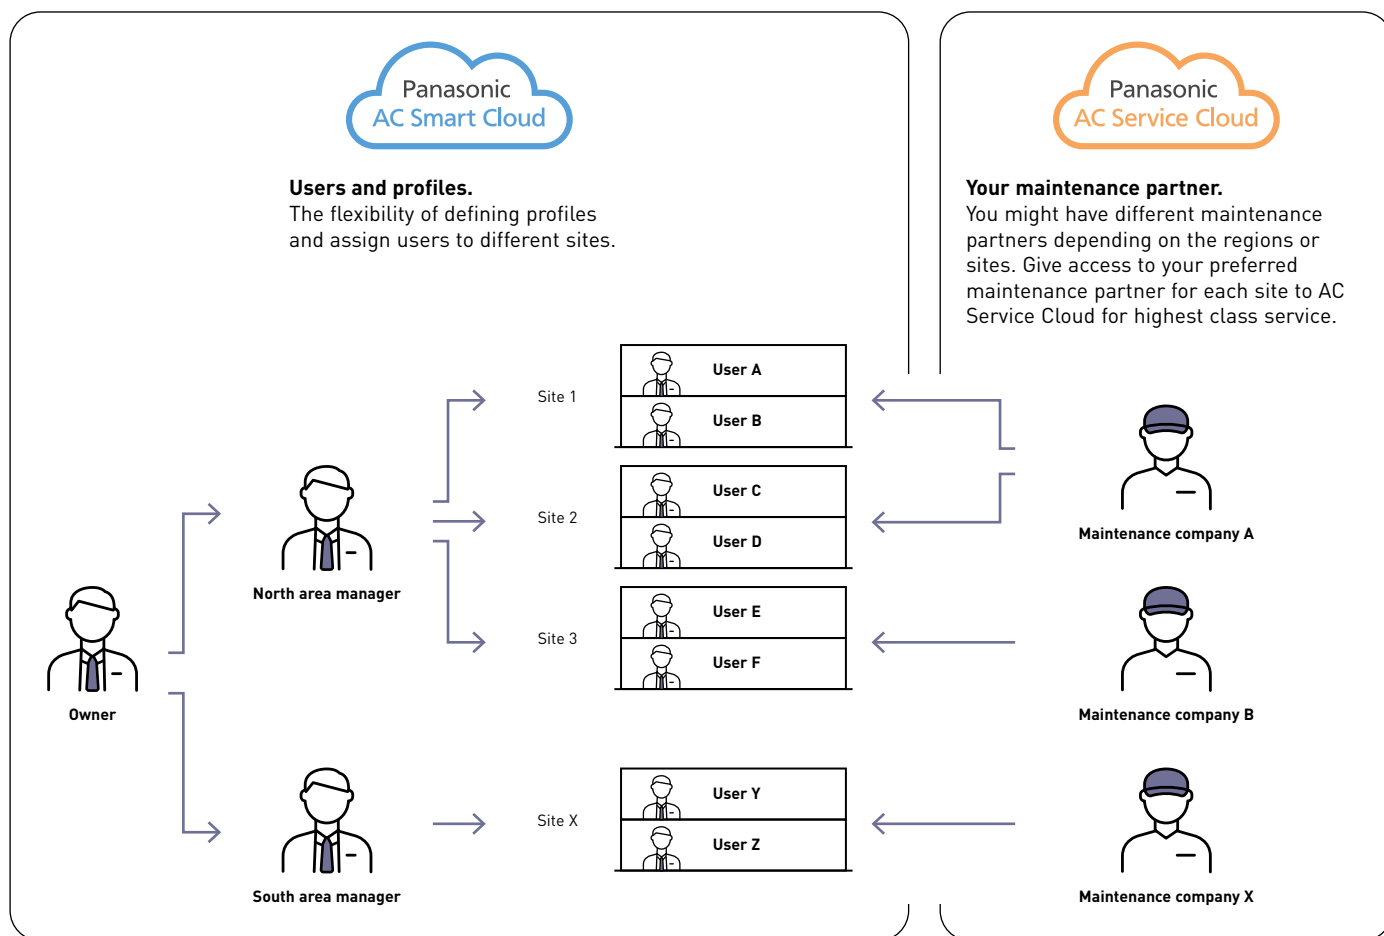 Panasonic
AC Smart Cloud
Users and profiles.
The flexibility of defining profiles
and assign users to different sites.
Panasonic
AC Service Cloud
Your maintenance partner.
You might have different maintenance
partners depending on the regions or
sites. Give access to your preferred
maintenance partner for each site to AC
Service Cloud for highest class service.
Owner
North area manager
South area manager
Site 1
User A
User B
Site 2
User C
User D
Site 3
User E
User F
Site X
User Y
User Z
Maintenance company A
Maintenance company B
Maintenance company X